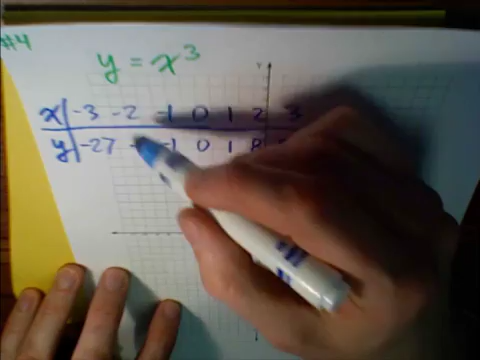 #4
y = x³
x | -3 -2 -1 0 1 2 3
y | -27 -1 0 1 8
y